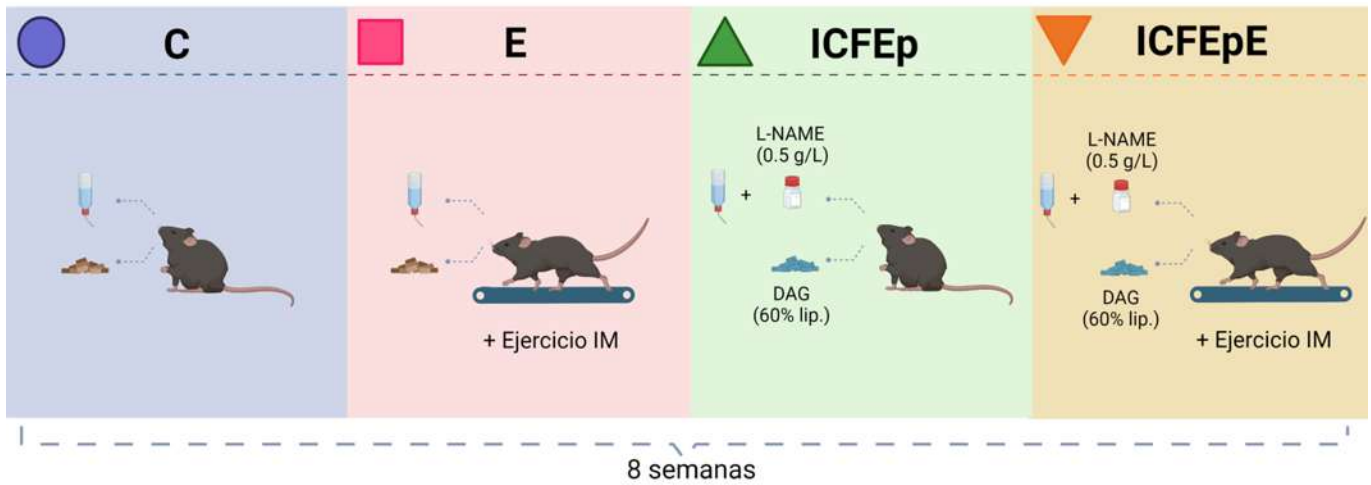 C
E
ICFEp
ICFEpE
L-NAME
(0.5 g/L)
+
DAG
(60% lip.)
L-NAME
(0.5 g/L)
+
DAG
(60% lip.)
+ Ejercicio IM
+ Ejercicio IM
8 semanas